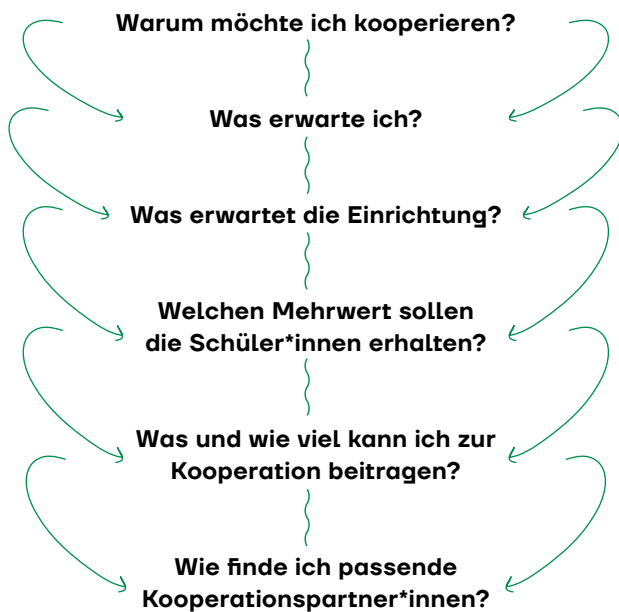 Warum möchte ich kooperieren?
Was erwarte ich?
Was erwartet die Einrichtung?
Welchen Mehrwert sollen
die Schüler*innen erhalten?
Was und wie viel kann ich zur
Kooperation beitragen?
Wie finde ich passende
Kooperationspartner*innen?